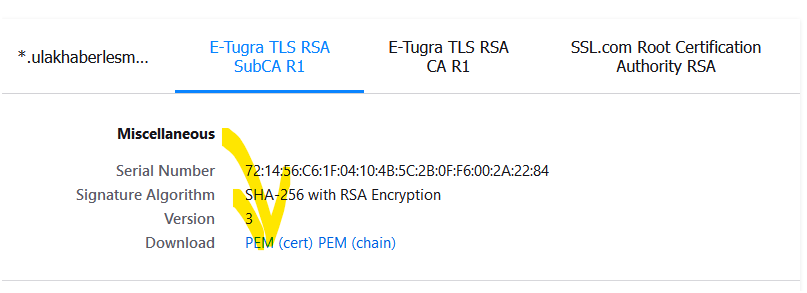 *.ulakhaberlesm...
E-Tugra TLS RSA
SubCA R1
E-Tugra TLS RSA
CA R1
SSL.com Root Certification
Authority RSA
Miscellaneous
Serial Number 72:14:56:C6:1F:04:10:4B:5C:2B:0F:F6:00:2A:22:84
Signature Algorithm SHA-256 with RSA Encryption
Version 3
Download PEM (cert) PEM (chain)